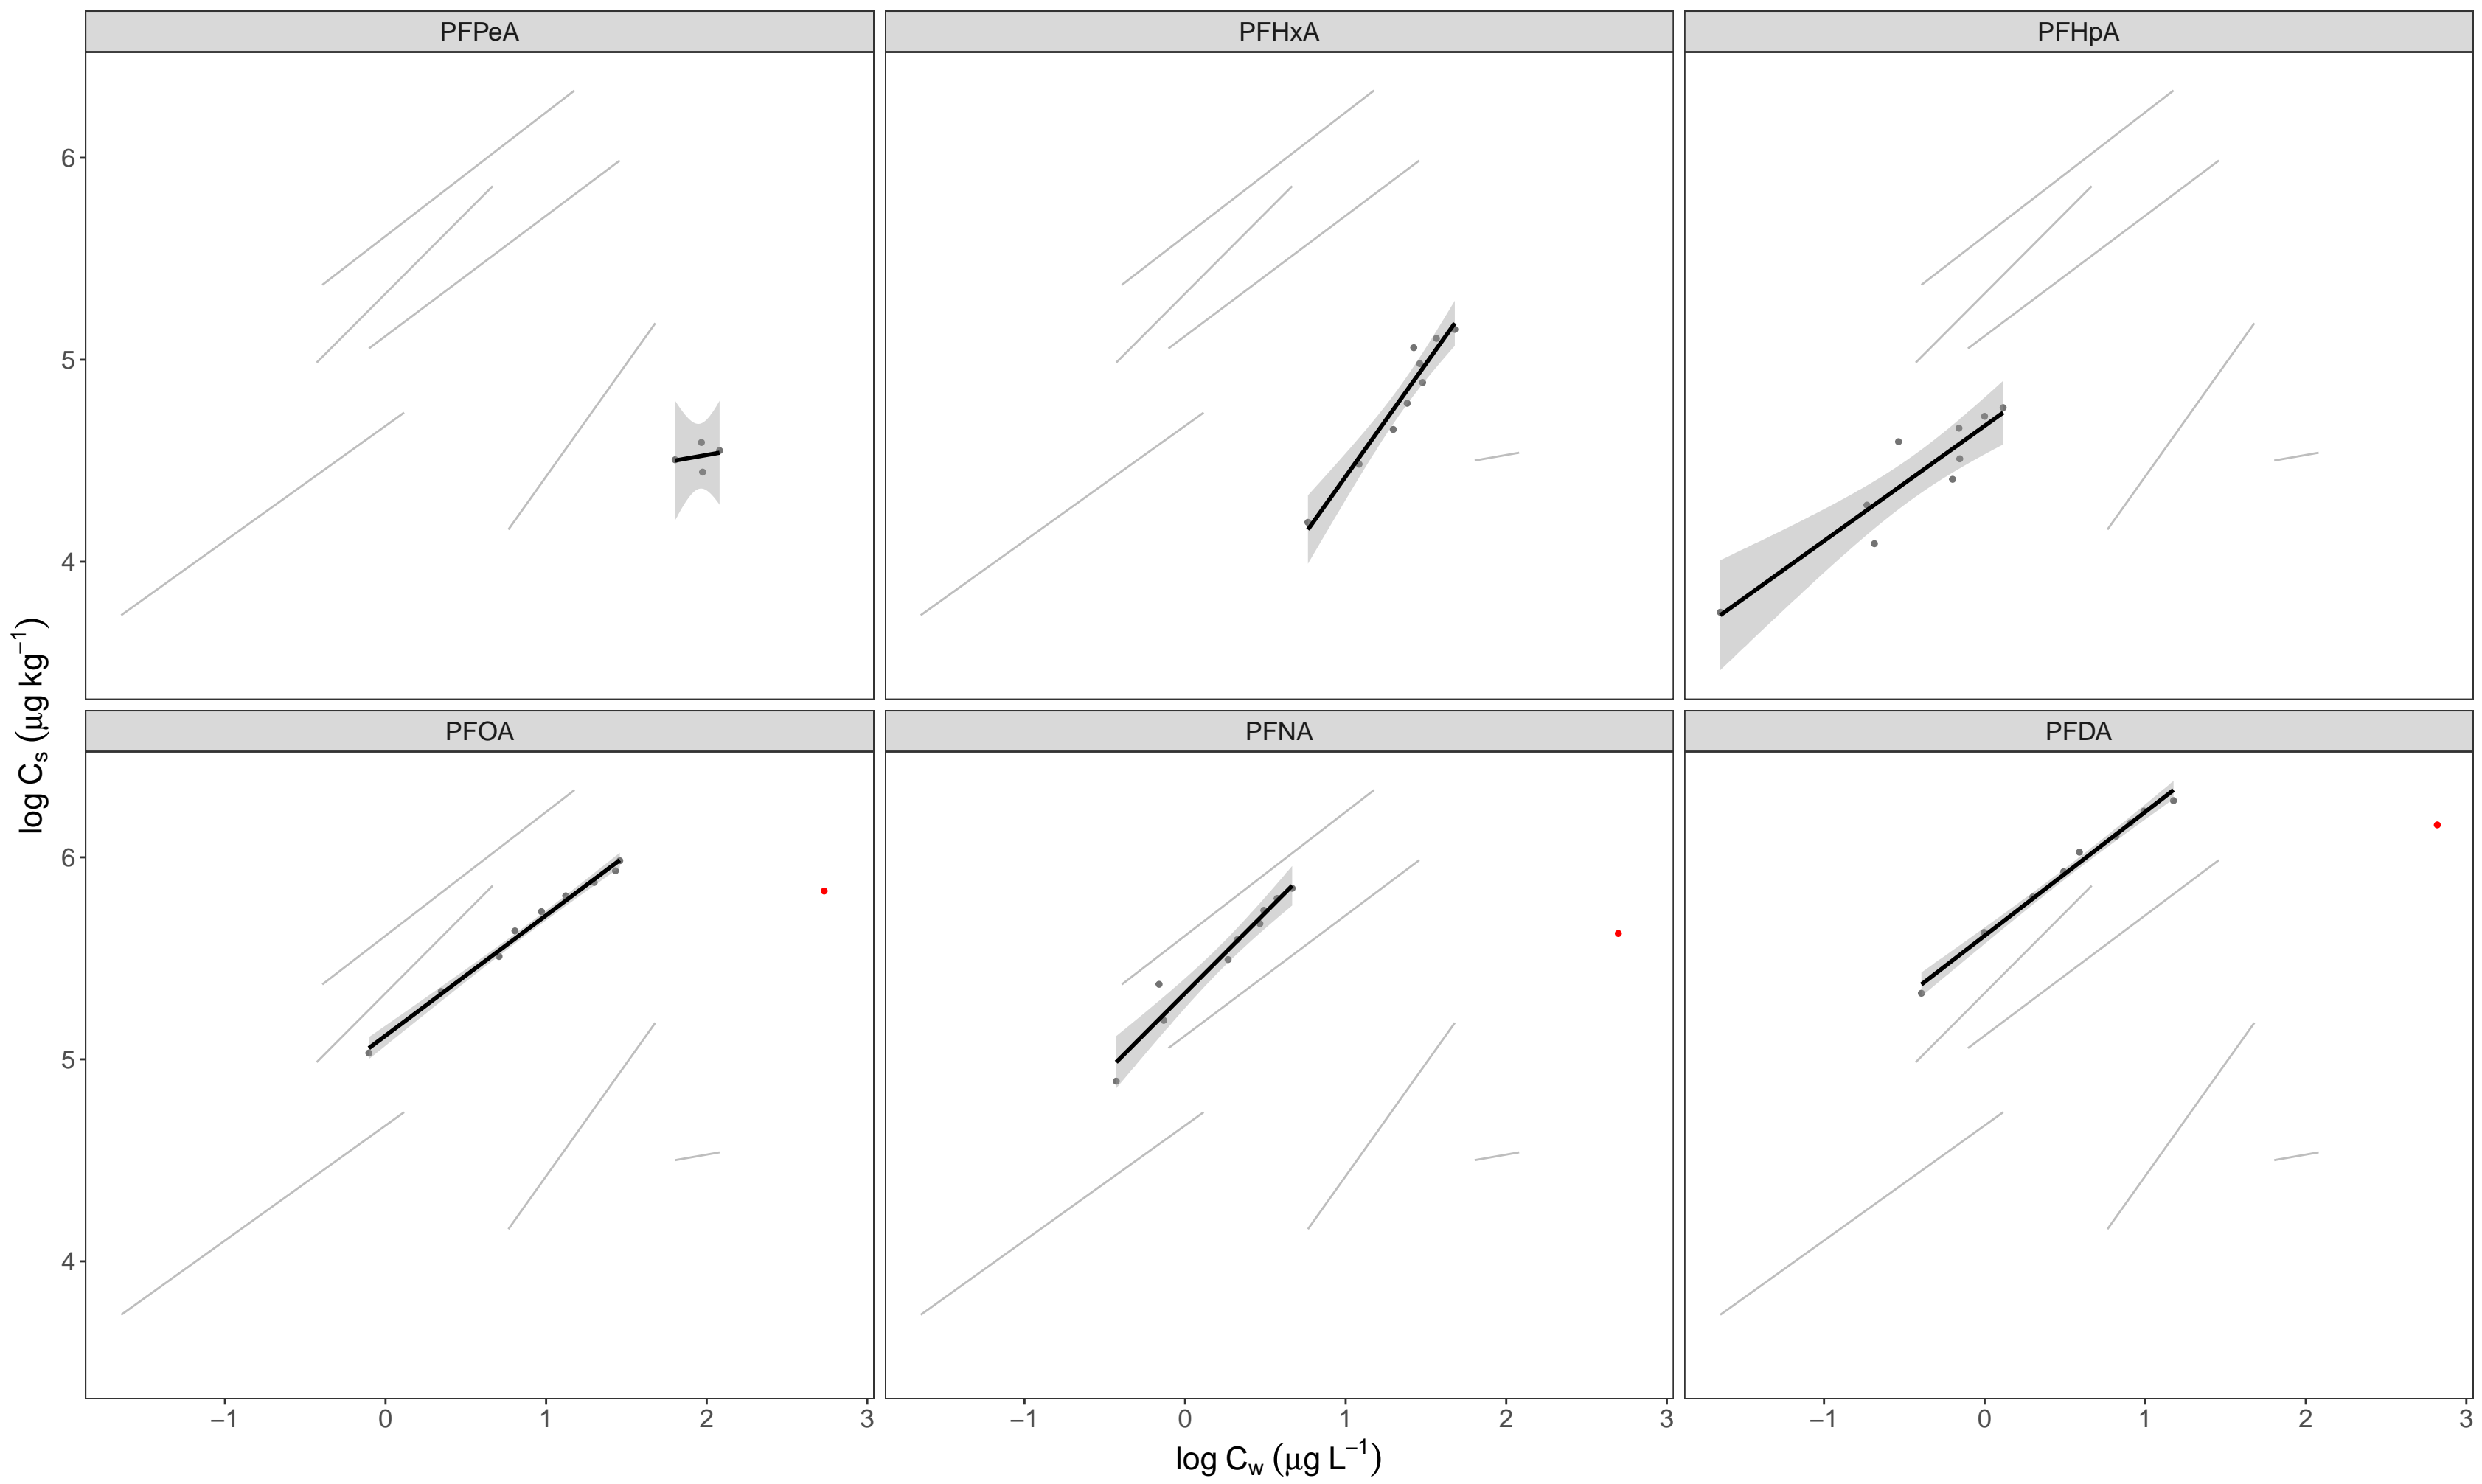 PFPeA PFHxA PFHpA
6
5
4
PFOA PFNA PFDA
6
5
4
−1 0 1 2 3 −1 0 1 2 3 −1 0 1 2 3
log Cs (µg kg−1)
log Cw (µg L−1)